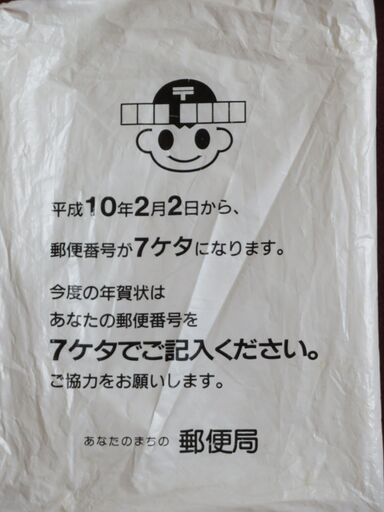 〒
平成10年2月2日から、
郵便番号が7ケタになります。
今度の年賀状は
あなたの郵便番号を
7ケタでご記入ください。
ご協力をお願いします。
あなたのまちの 郵便局